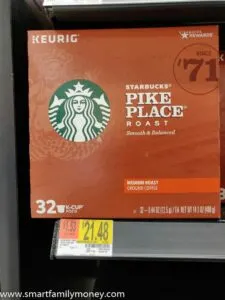 KEURIG
REWARDS
SINCE
'71
STARBUCKS®
PIKE
PLACE®
ROAST
Smooth & Balanced
MEDIUM ROAST
GROUND COFFEE
32 K-CUP
PODS
21.48
www.smartfamilymoney.com